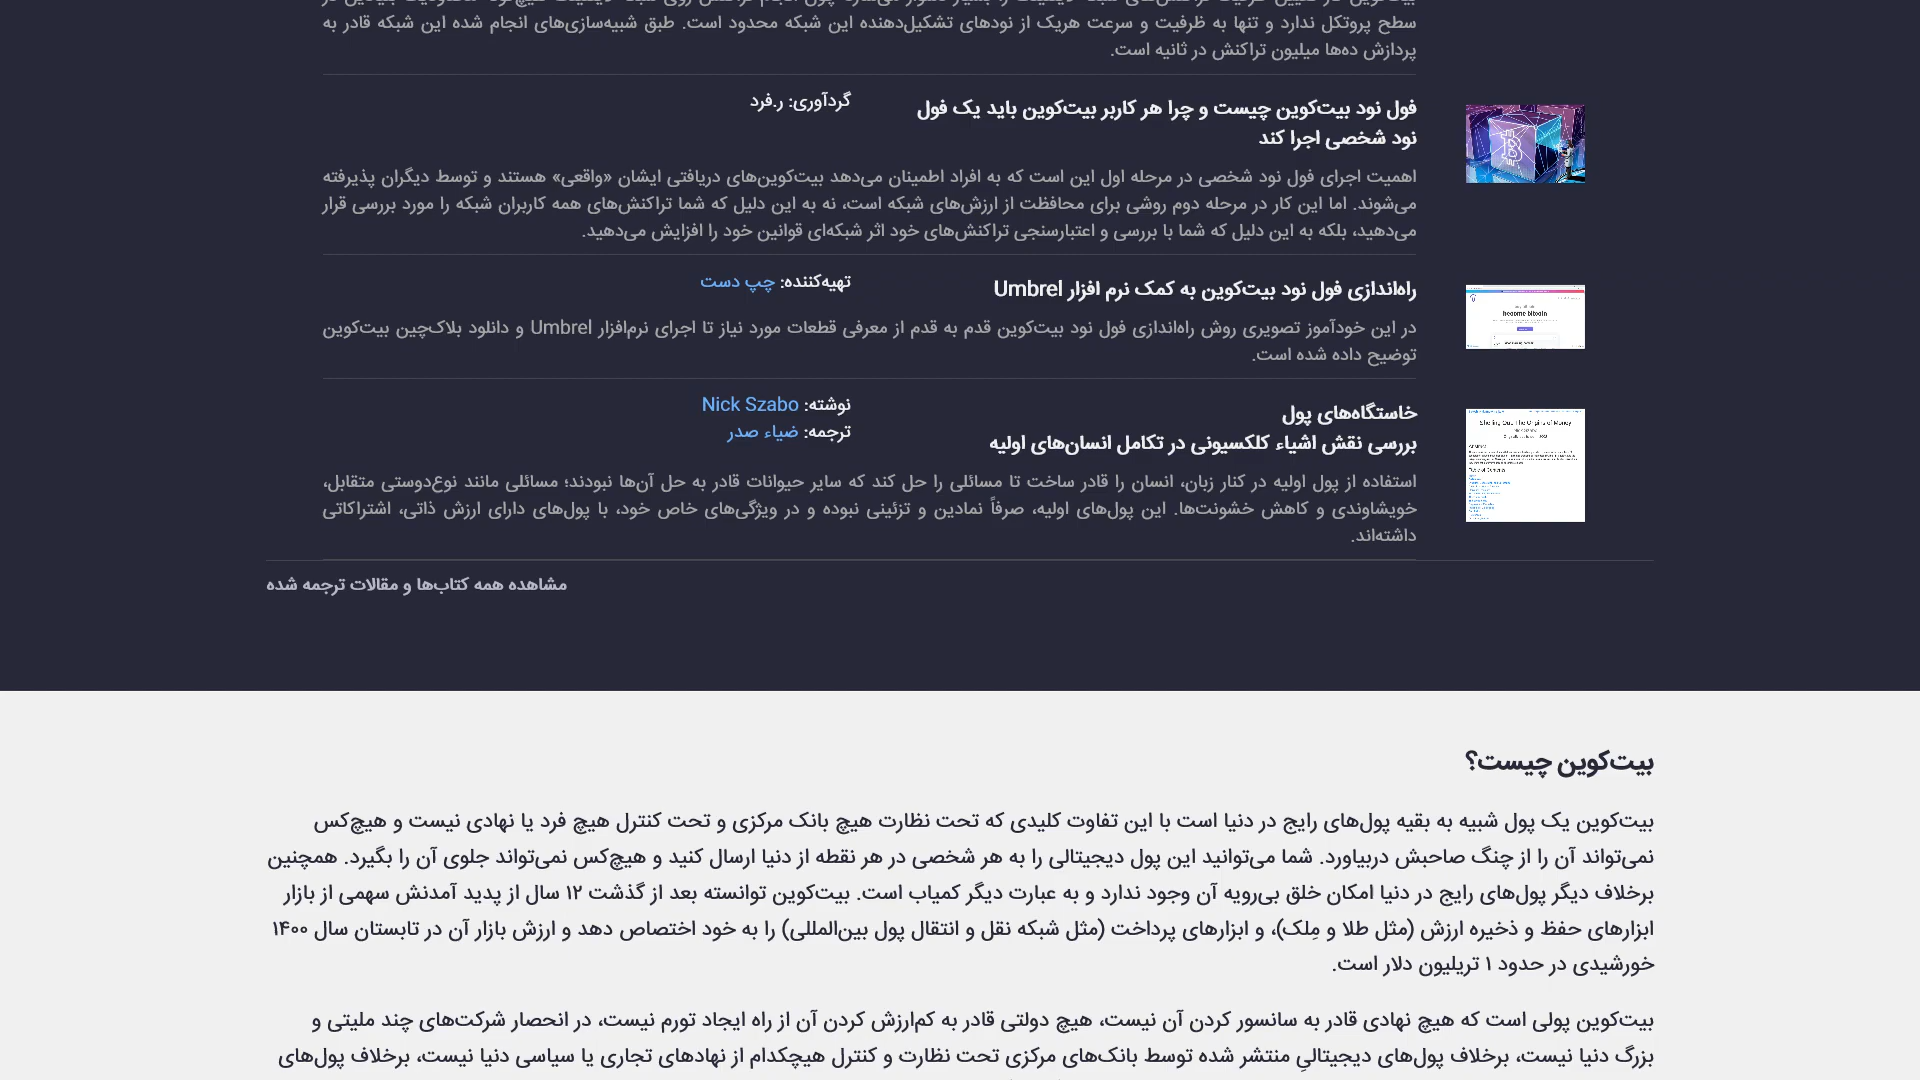 سطح پروتکل ندارد و تنها به ظرفیت و سرعت هریک از نودهای تشکیل‌دهنده این شبکه محدود است. طبق شبیه‌سازی‌های انجام شده این شبکه قادر به
پردازش ده‌ها میلیون تراکنش در ثانیه است.
فول نود بیت‌کوین چیست و چرا هر کاربر بیت‌کوین باید یک فول
نود شخصی اجرا کند
گردآوری: ر.فرد
اهمیت اجرای فول نود شخصی در مرحله اول این است که به افراد اطمینان می‌دهد بیت‌کوین‌های دریافتی ایشان «واقعی» هستند و توسط دیگران پذیرفته
می‌شوند. اما این کار در مرحله دوم روشی برای محافظت از ارزش‌های شبکه است، نه به این دلیل که شما تراکنش‌های همه کاربران شبکه را مورد بررسی قرار
می‌دهید، بلکه به این دلیل که شما با بررسی و اعتبارسنجی تراکنش‌های خود اثر شبکه‌ای قوانین خود را افزایش می‌دهید.
راه‌اندازی فول نود بیت‌کوین به کمک نرم افزار Umbrel
تهیه‌کننده: چپ دست
در این خودآموز تصویری روش راه‌اندازی فول نود بیت‌کوین قدم به قدم از معرفی قطعات مورد نیاز تا اجرای نرم‌افزار Umbrel و دانلود بلاک‌چین بیت‌کوین
توضیح داده شده است.
become bitcoin
خاستگاه‌های پول
بررسی نقش اشیاء کلکسیونی در تکامل انسان‌های اولیه
نوشته: Nick Szabo
ترجمه: ضیاء صدر
Shelling Out: The Origins of Money
استفاده از پول اولیه در کنار زبان، انسان را قادر ساخت تا مسائلی را حل کند که سایر حیوانات قادر به حل آن‌ها نبودند؛ مسائلی مانند نوع‌دوستی متقابل،
خویشاوندی و کاهش خشونت‌ها. این پول‌های اولیه، صرفاً نمادین و تزئینی نبوده و در ویژگی‌های خاص خود، با پول‌های دارای ارزش ذاتی، اشتراکاتی
داشته‌اند.
مشاهده همه کتاب‌ها و مقالات ترجمه شده
بیت‌کوین چیست؟
بیت‌کوین یک پول شبیه به بقیه پول‌های رایج در دنیا است با این تفاوت کلیدی که تحت نظارت هیچ بانک مرکزی و تحت کنترل هیچ فرد یا نهادی نیست و هیچ‌کس
نمی‌تواند آن را از چنگ صاحبش دربیاورد. شما می‌توانید این پول دیجیتالی را به هر شخصی در هر نقطه از دنیا ارسال کنید و هیچ‌کس نمی‌تواند جلوی آن را بگیرد. همچنین
برخلاف دیگر پول‌های رایج در دنیا امکان خلق بی‌رویه آن وجود ندارد و به عبارت دیگر کمیاب است. بیت‌کوین توانسته بعد از گذشت ۱۲ سال از پدید آمدنش سهمی از بازار
ابزارهای حفظ و ذخیره ارزش (مثل طلا و مِلک)، و ابزارهای پرداخت (مثل شبکه نقل و انتقال پول بین‌المللی) را به خود اختصاص دهد و ارزش بازار آن در تابستان سال ۱۴۰۰
خورشیدی در حدود ۱ تریلیون دلار است.
بیت‌کوین پولی است که هیچ نهادی قادر به سانسور کردن آن نیست، هیچ دولتی قادر به کم‌ارزش کردن آن از راه ایجاد تورم نیست، در انحصار شرکت‌های چند ملیتی و
بزرگ دنیا نیست، برخلاف پول‌های دیجیتالیِ منتشر شده توسط بانک‌های مرکزی تحت نظارت و کنترل هیچکدام از نهادهای تجاری یا سیاسی دنیا نیست، برخلاف پول‌های